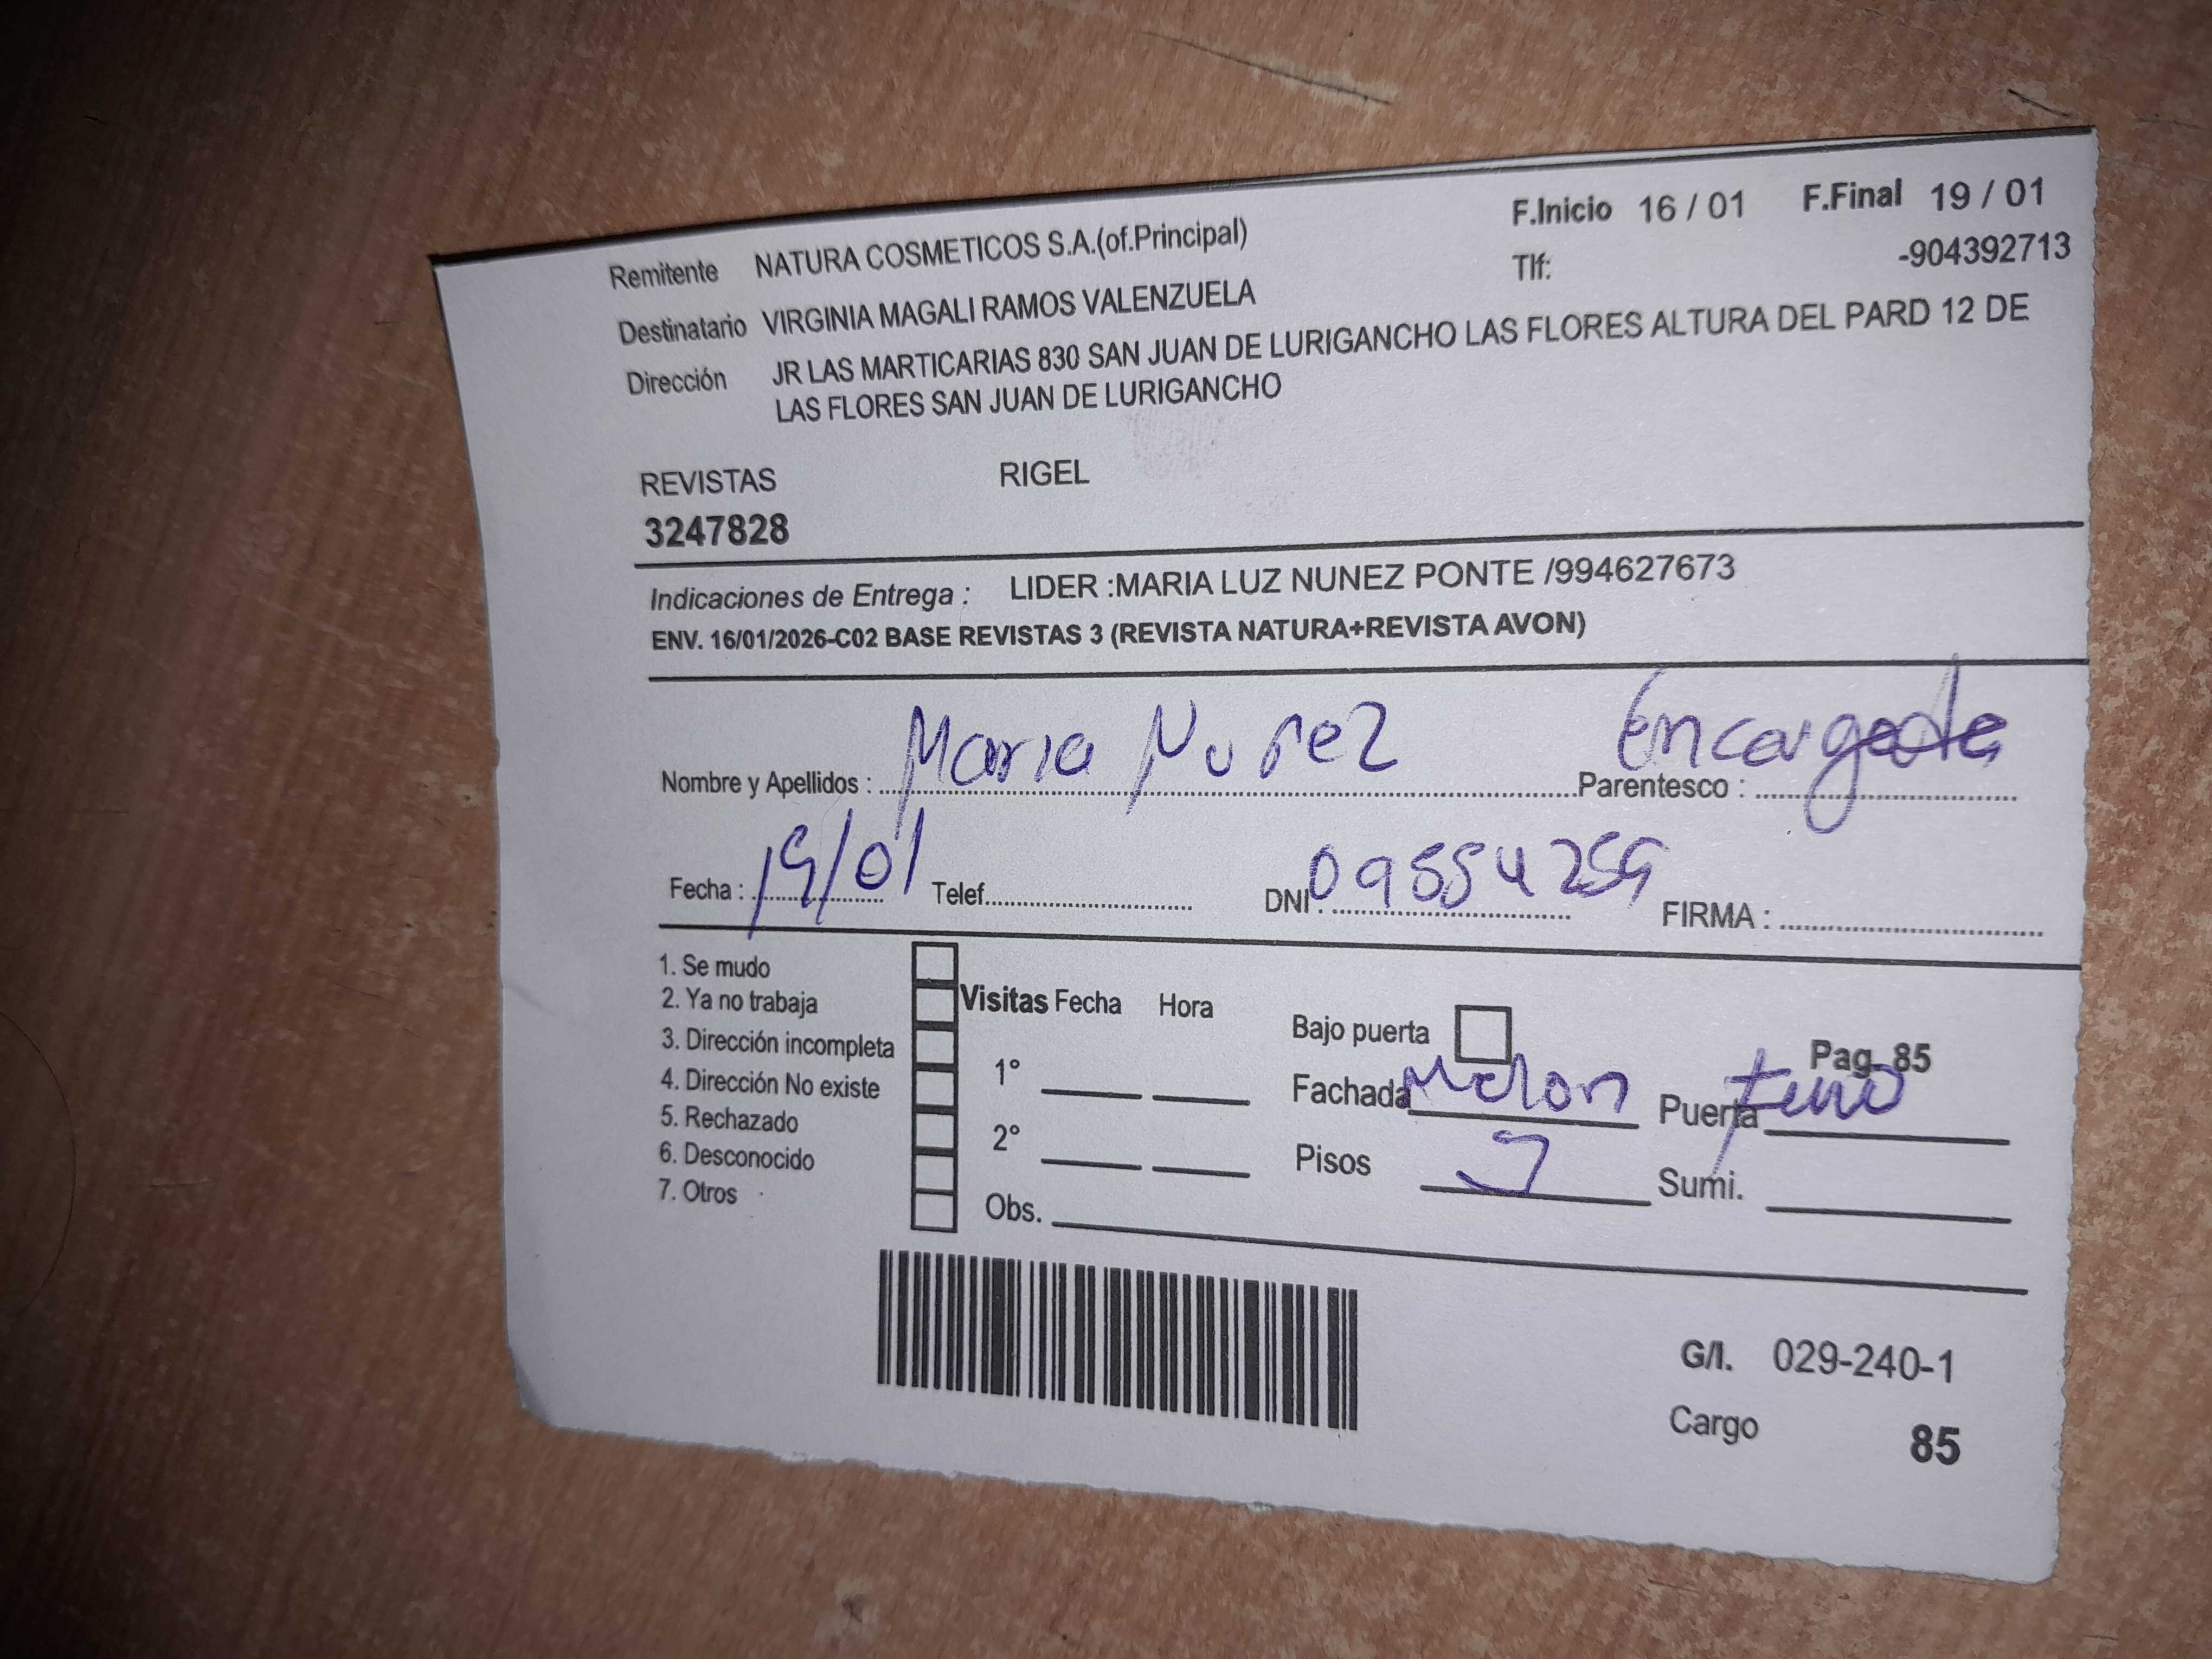 F.Inicio 16 / 01 F.Final 19 / 01
Remitente NATURA COSMETICOS S.A.(of.Principal)
Tlf: -904392713
Destinatario VIRGINIA MAGALI RAMOS VALENZUELA
Dirección JR LAS MARTICARIAS 830 SAN JUAN DE LURIGANCHO LAS FLORES ALTURA DEL PARD 12 DE
LAS FLORES SAN JUAN DE LURIGANCHO
REVISTAS RIGEL
3247828
Indicaciones de Entrega : LIDER :MARIA LUZ NUNEZ PONTE /994627673
ENV. 16/01/2026-C02 BASE REVISTAS 3 (REVISTA NATURA+REVISTA AVON)
Nombre y Apellidos : Maria Nuñez Parentesco : Encargada
Fecha : 19/01 Telef. DNI : FIRMA :
1. Se mudo
2. Ya no trabaja Visitas Fecha Hora
3. Dirección incompleta Bajo puerta Pag. 85
4. Dirección No existe 1° Fachada Puerta
5. Rechazado
6. Desconocido 2° Pisos Sumi.
7. Otros Obs.
G/I. 029-240-1
Cargo 85